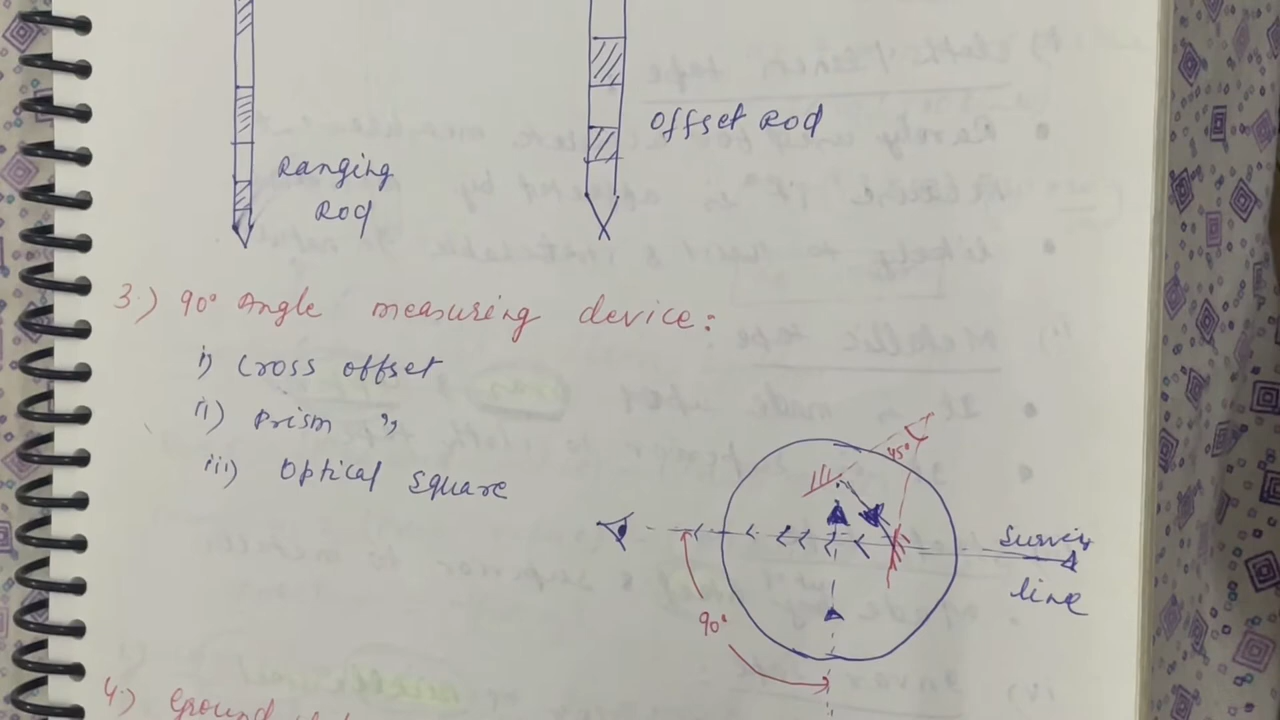 Offset Rod
Ranging
Rod
3.) 90° Angle measuring device:
i) Cross offset
ii) Prism ,,
iii) Optical Square
45°
Survey
line
90°
4.) Ground